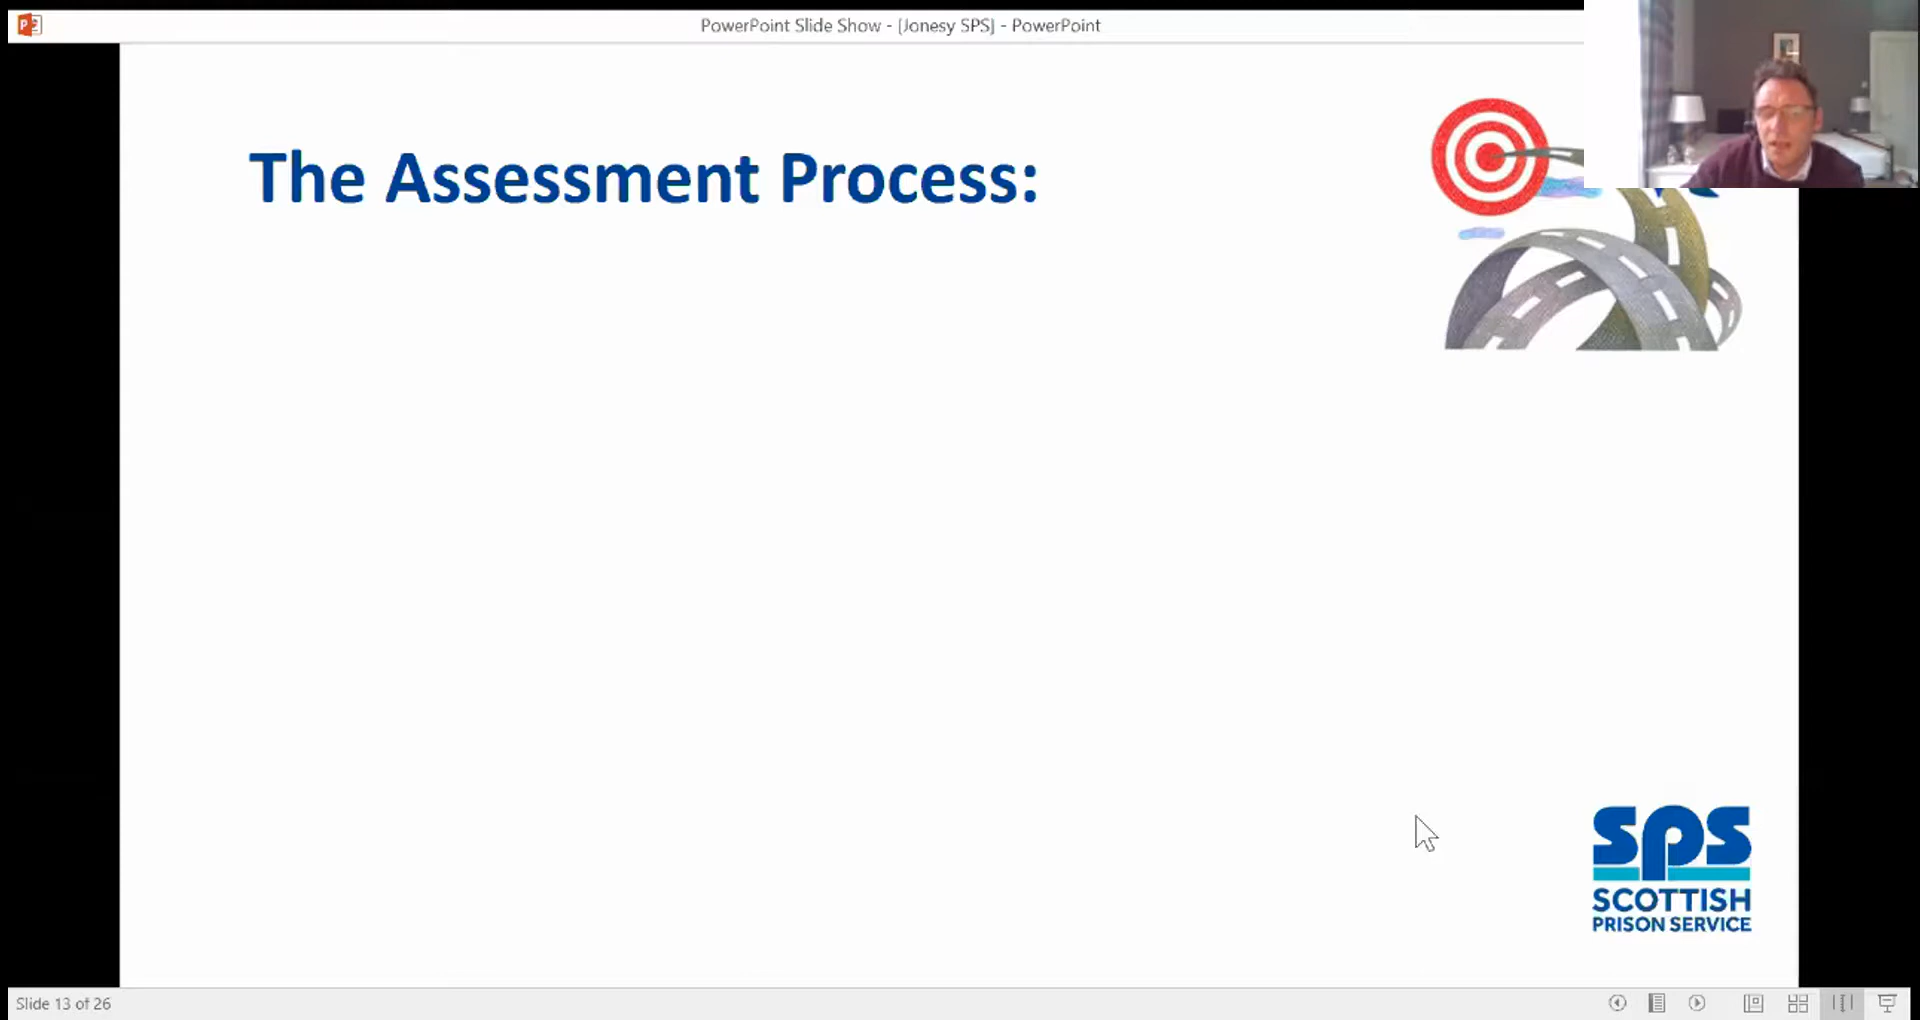 PowerPoint Slide Show - [Jonesy SPS] - PowerPoint
The Assessment Process:
sps
SCOTTISH
PRISON SERVICE
Slide 13 of 26